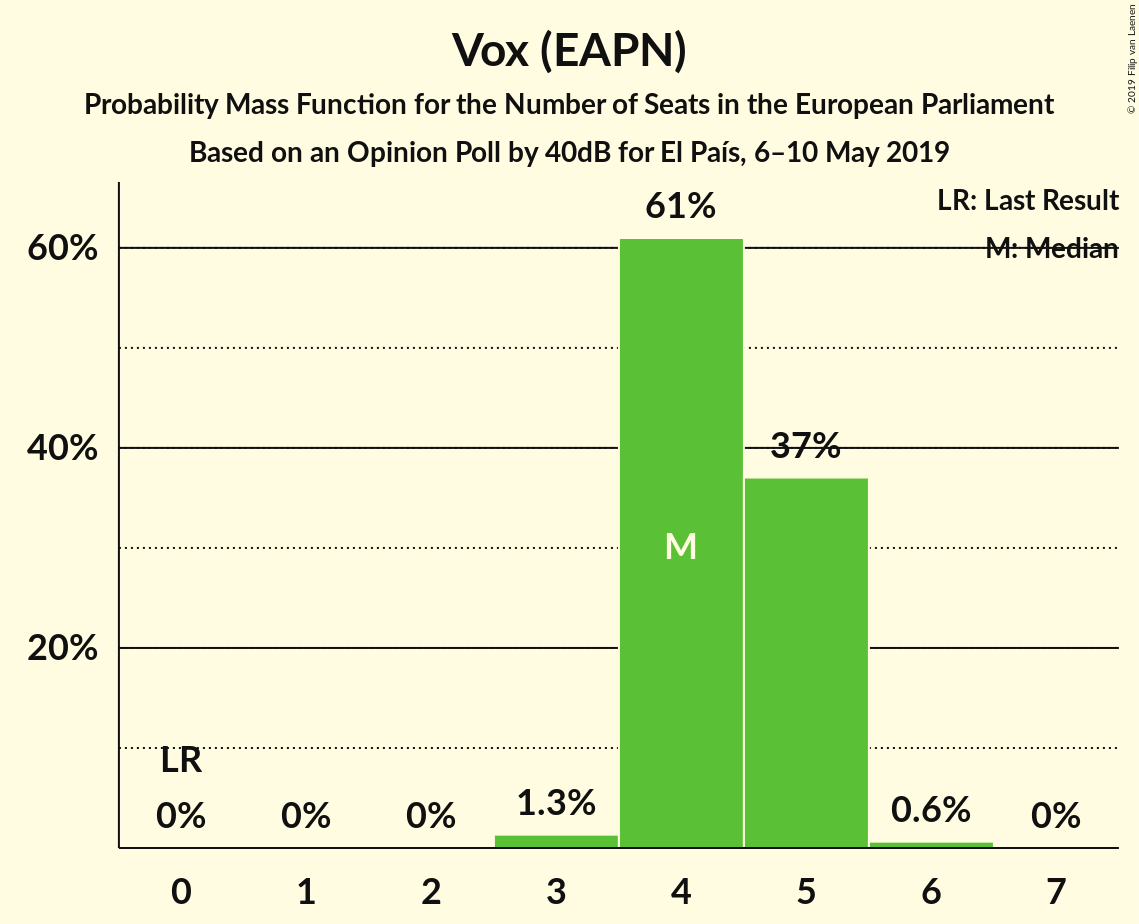 Vox (EAPN)
Probability Mass Function for the Number of Seats in the European Parliament
Based on an Opinion Poll by 40dB for El País, 6–10 May 2019
© 2019 Filip van Laenen
LR: Last Result
M: Median
60%
40%
20%
61%
37%
M
LR
0%
0%
0%
1.3%
0.6%
0%
0
1
2
3
4
5
6
7